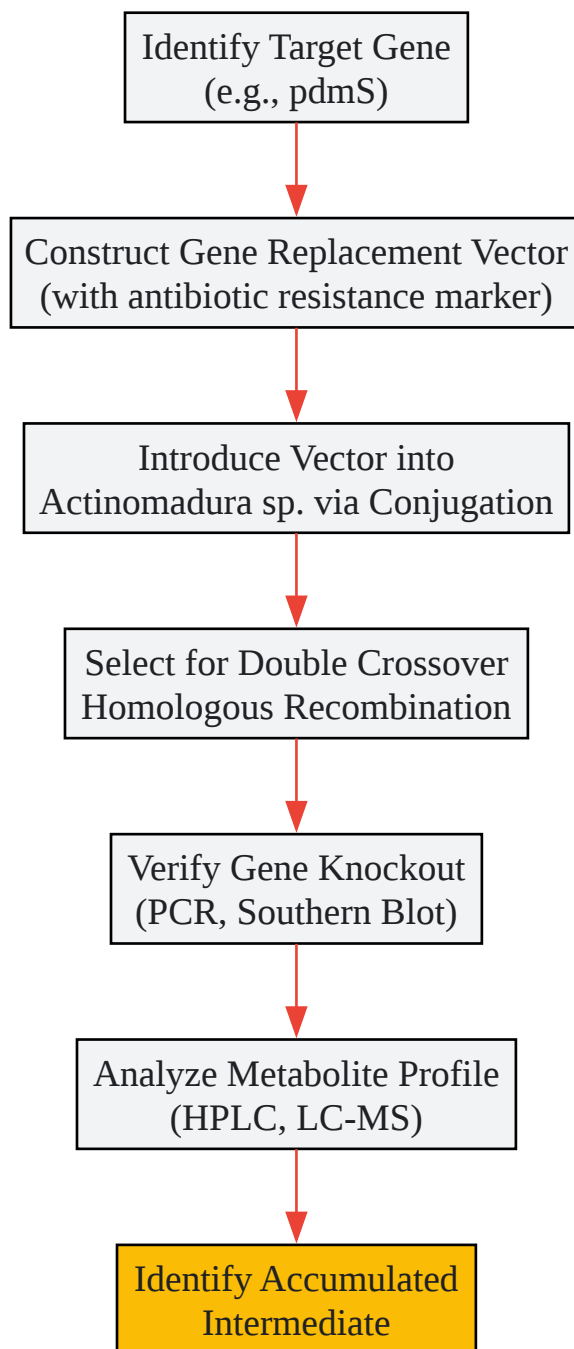 Identify Target Gene
(e.g., pdmS)
Construct Gene Replacement Vector
(with antibiotic resistance marker)
Introduce Vector into
Actinomadura sp. via Conjugation
Select for Double Crossover
Homologous Recombination
Verify Gene Knockout
(PCR, Southern Blot)
Analyze Metabolite Profile
(HPLC, LC-MS)
Identify Accumulated
Intermediate